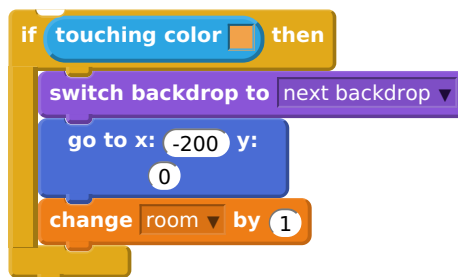 if touching color then
switch backdrop to next backdrop ▼
go to x: -200 y:
0
change room ▼ by 1